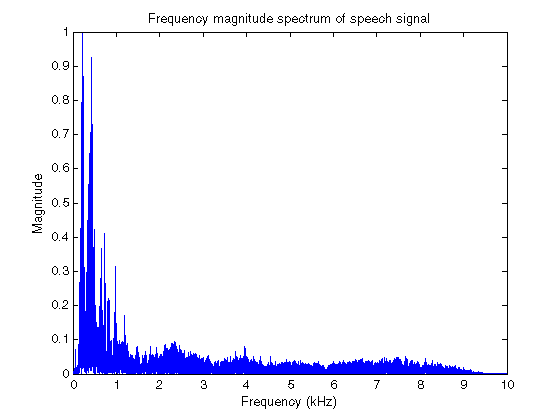 Frequency magnitude spectrum of speech signal
1
0.9
0.8
0.7
0.6
0.5
0.4
0.3
0.2
0.1
0
Magnitude
0 1 2 3 4 5 6 7 8 9 10
Frequency (kHz)